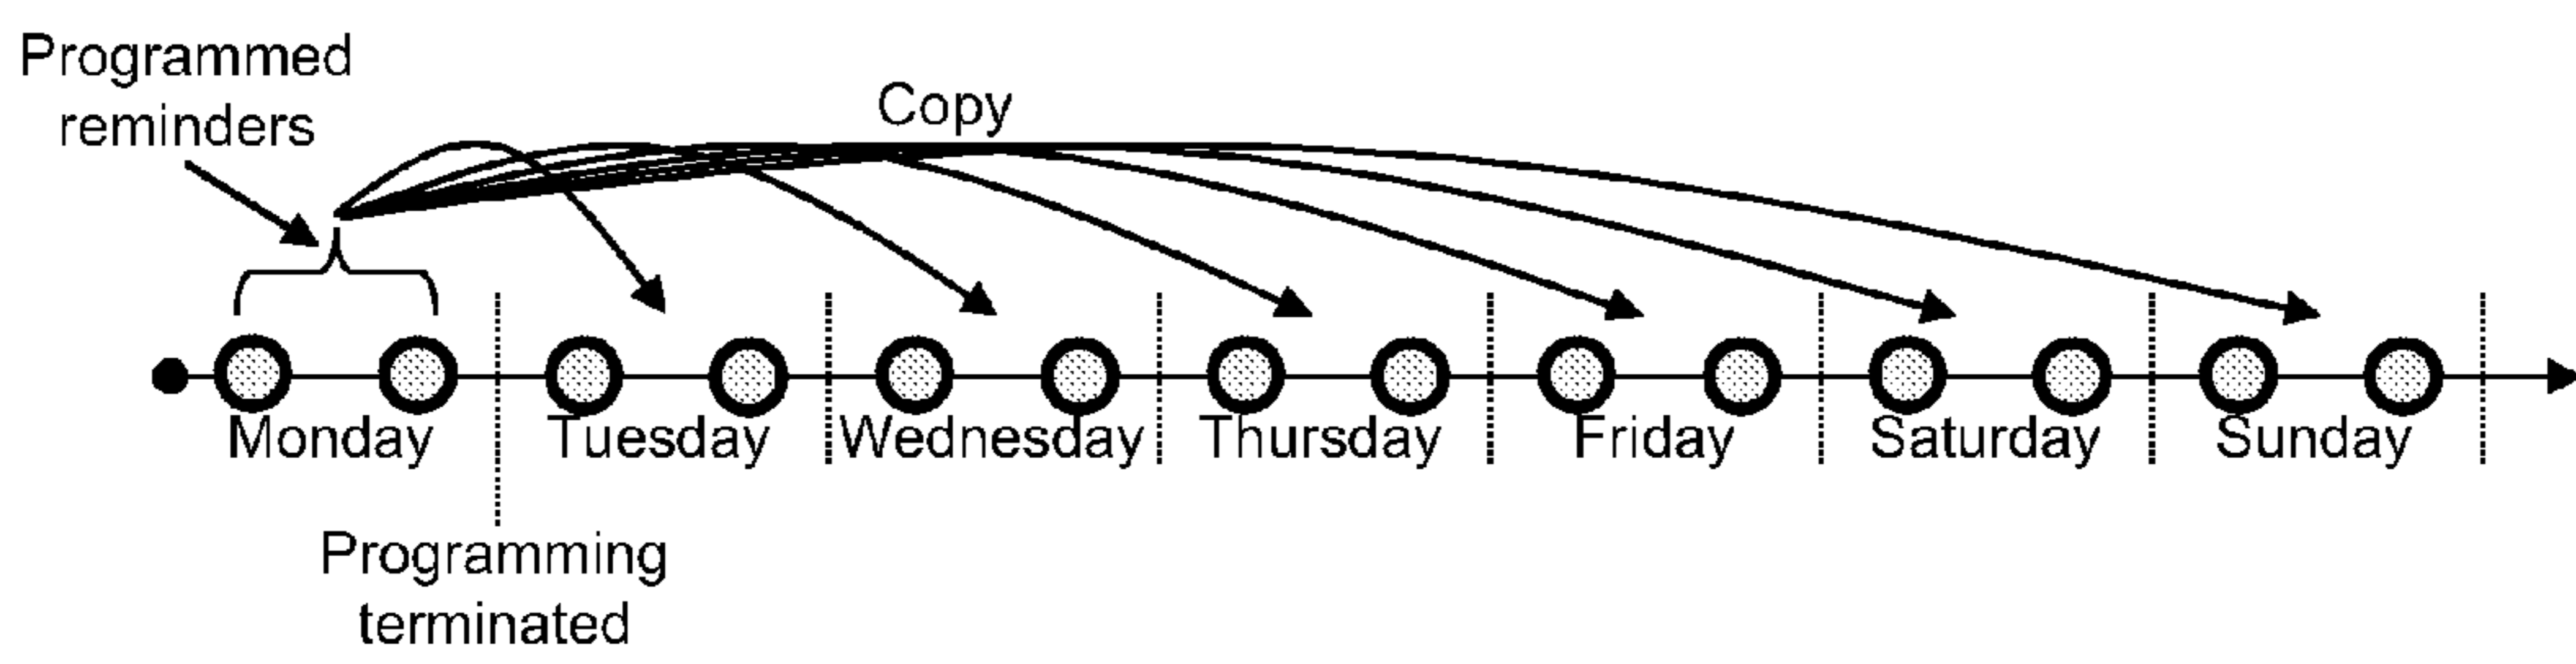 Programmed
reminders
Copy
Monday
Tuesday
Wednesday
Thursday
Friday
Saturday
Sunday
Programming
terminated